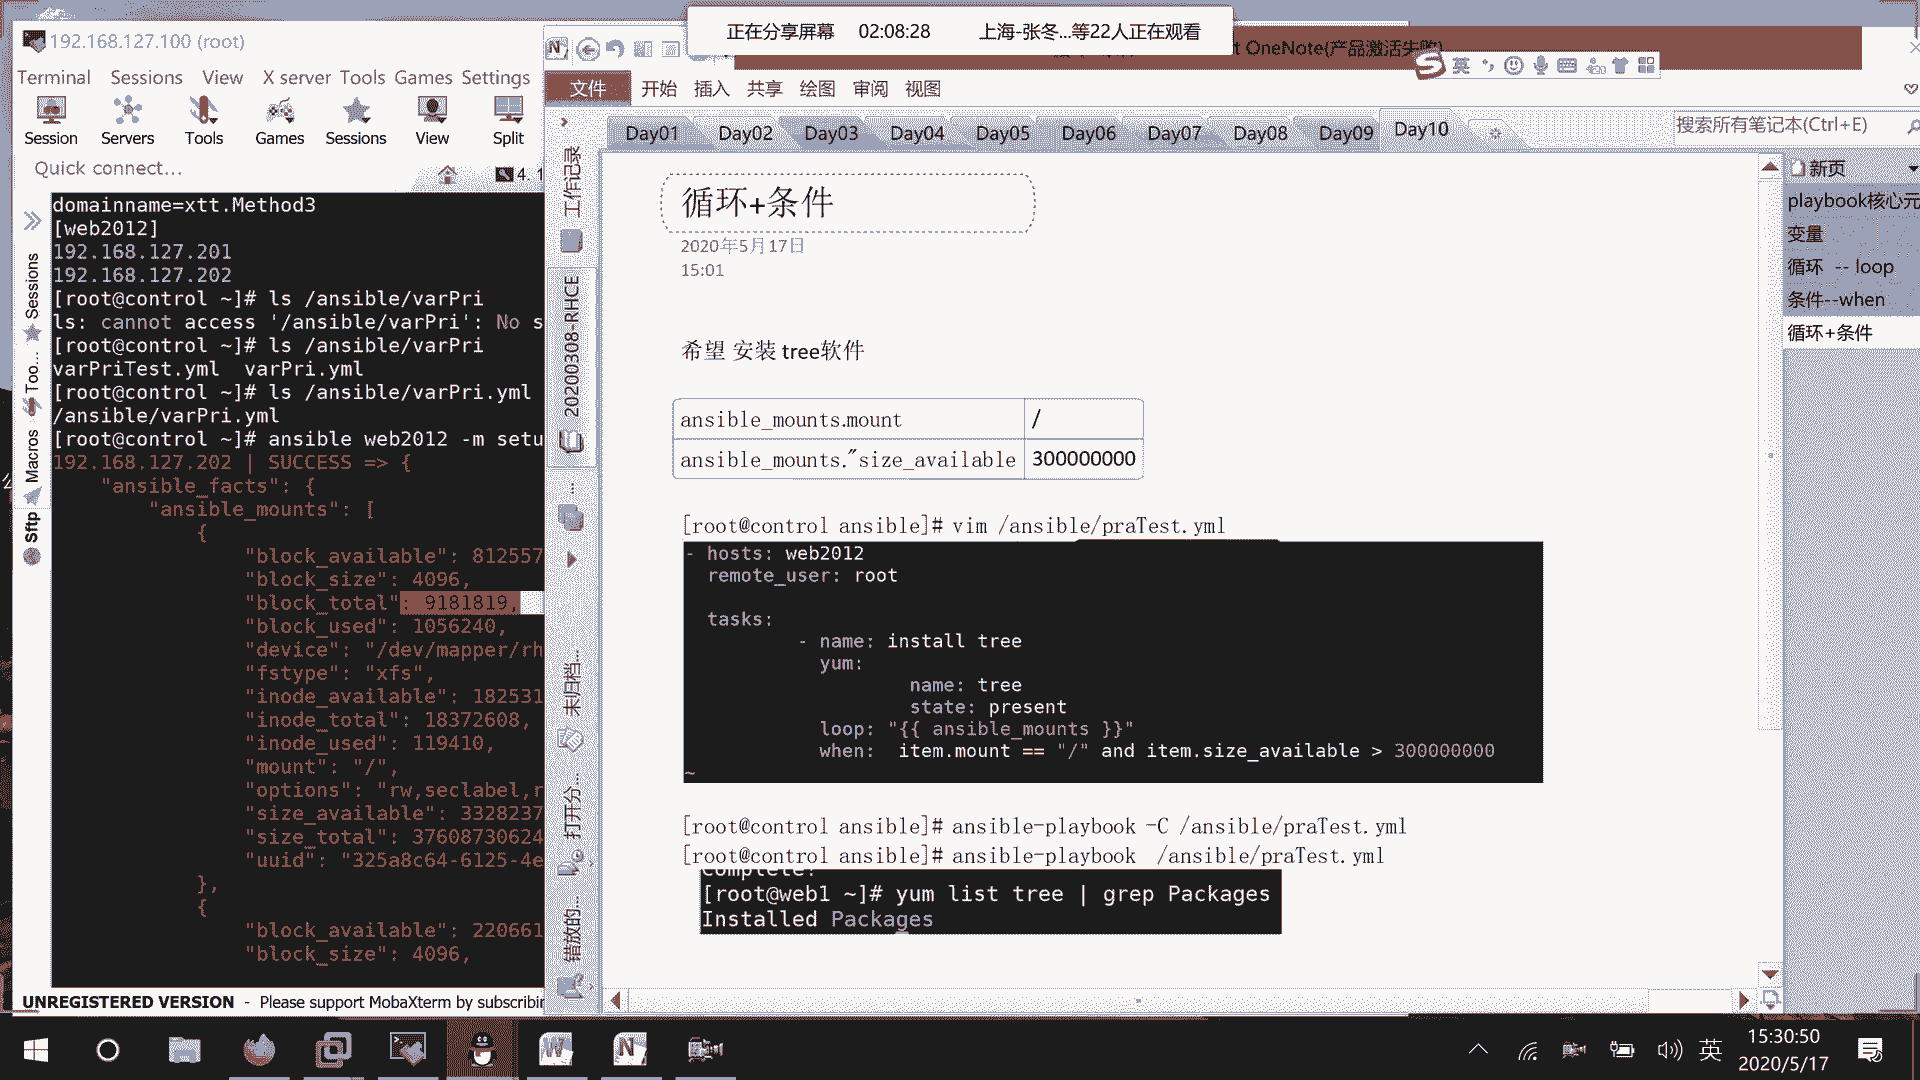 正在分享屏幕 02:08:28 上海-张冬...等22人正在观看
192.168.127.100 (root)
Terminal Sessions View X server Tools Games Settings
Session Servers Tools Games Sessions View Split
Quick connect...
4. 1
Sessions
Too...
Macros
Sftp
domainname=xtt.Method3
[web2012]
192.168.127.201
192.168.127.202
[root@control ~]# ls /ansible/varPri
ls: cannot access '/ansible/varPri': No s
[root@control ~]# ls /ansible/varPri
varPriTest.yml varPri.yml
[root@control ~]# ls /ansible/varPri.yml
/ansible/varPri.yml
[root@control ~]# ansible web2012 -m setu
192.168.127.202 | SUCCESS => {
"ansible_facts": {
"ansible_mounts": [
{
"block_available": 812557
"block_size": 4096,
"block_total": 9181819,
"block_used": 1056240,
"device": "/dev/mapper/rh
"fstype": "xfs",
"inode_available": 182531
"inode_total": 18372608,
"inode_used": 119410,
"mount": "/",
"options": "rw,seclabel,r
"size_available": 3328237
"size_total": 37608730624
"uuid": "325a8c64-6125-4e
},
{
"block_available": 220661
"block_size": 4096,
UNREGISTERED VERSION - Please support MobaXterm by subscribin
t OneNote(产品激活失败)
英
文件 开始 插入 共享 绘图 审阅 视图
Day01 Day02 Day03 Day04 Day05 Day06 Day07 Day08 Day09 Day10
搜索所有笔记本(Ctrl+E)
工作记录
20200308-RHCE
未归档...
打开分...
错放的...
循环+条件
2020年5月17日
15:01
希望 安装 tree软件
ansible_mounts.mount /
ansible_mounts."size_available 300000000
[root@control ansible]# vim /ansible/praTest.yml
- hosts: web2012
remote_user: root
tasks:
- name: install tree
yum:
name: tree
state: present
loop: "{{ ansible_mounts }}"
when: item.mount == "/" and item.size_available > 300000000
~
[root@control ansible]# ansible-playbook -C /ansible/praTest.yml
[root@control ansible]# ansible-playbook /ansible/praTest.yml
Complete!
[root@web1 ~]# yum list tree | grep Packages
Installed Packages
新页
playbook核心元
变量
循环 -- loop
条件--when
循环+条件
英
15:30:50
2020/5/17